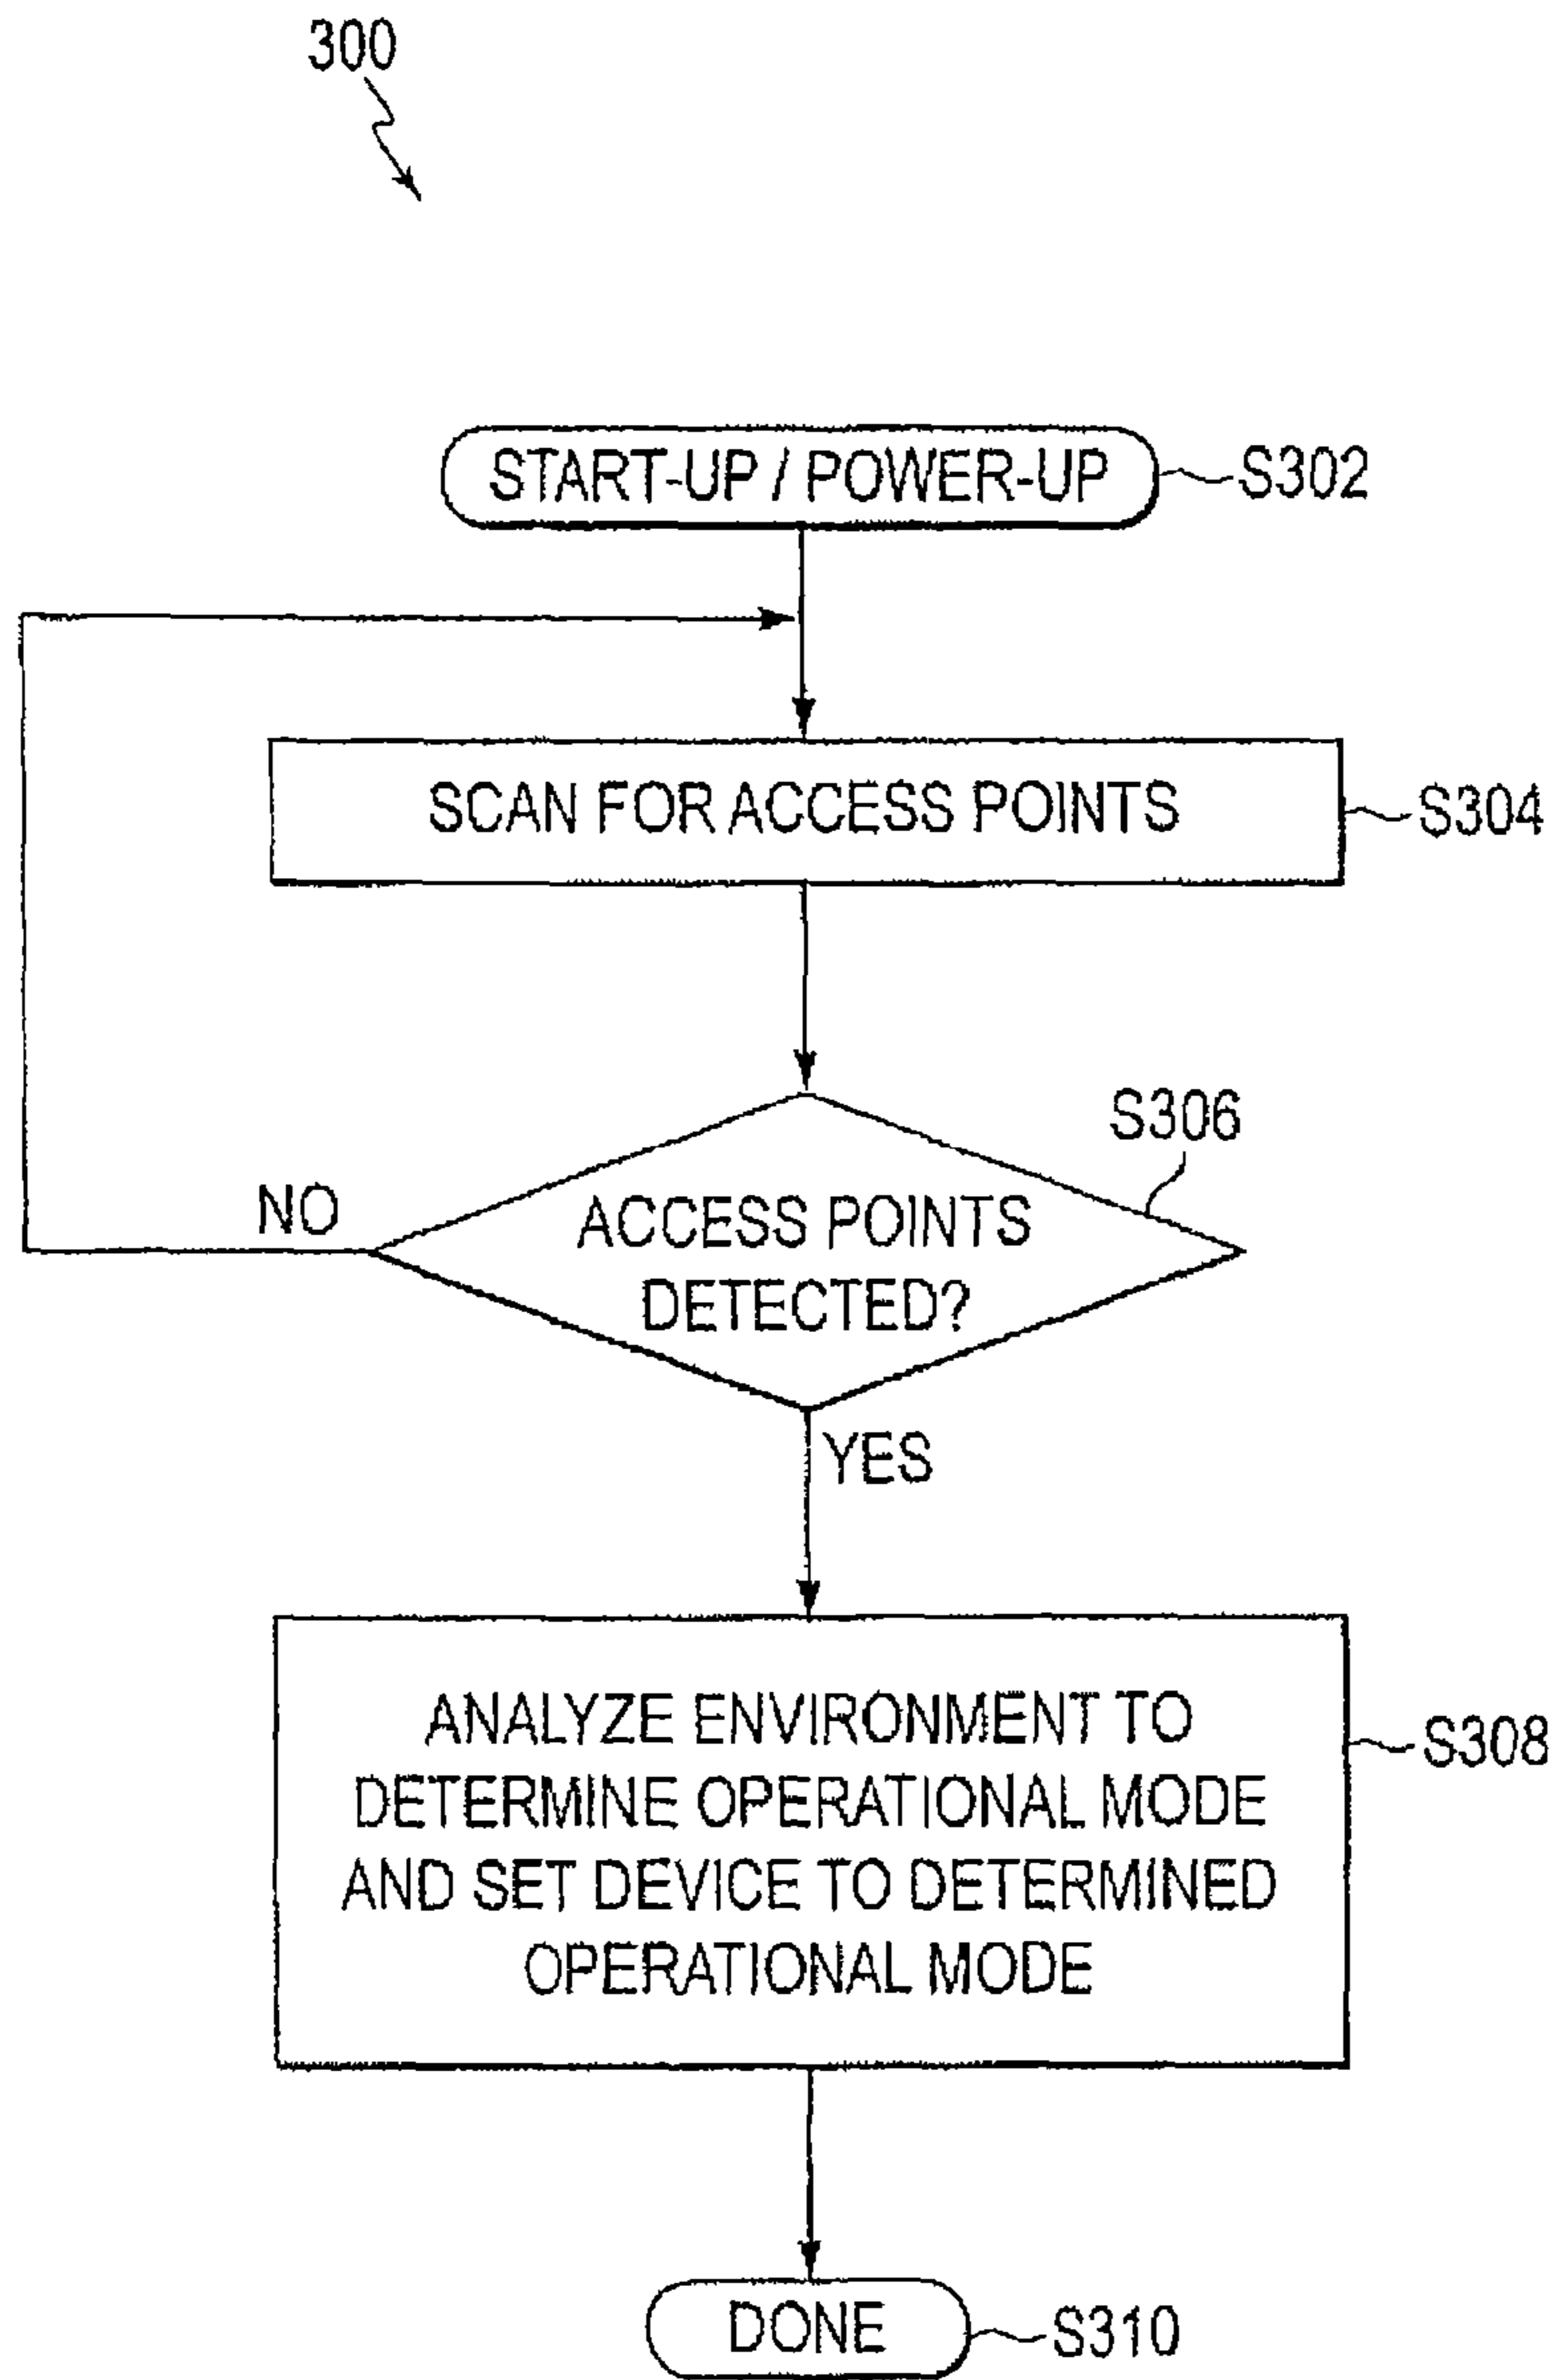 300
START-UP / POWER-UP
S302
SCAN FOR ACCESS POINTS
S304
S306
NO
ACCESS POINTS
DETECTED?
YES
ANALYZE ENVIRONMENT TO
DETERMINE OPERATIONAL MODE
AND SET DEVICE TO DETERMINED
OPERATIONAL MODE
S308
DONE
S310